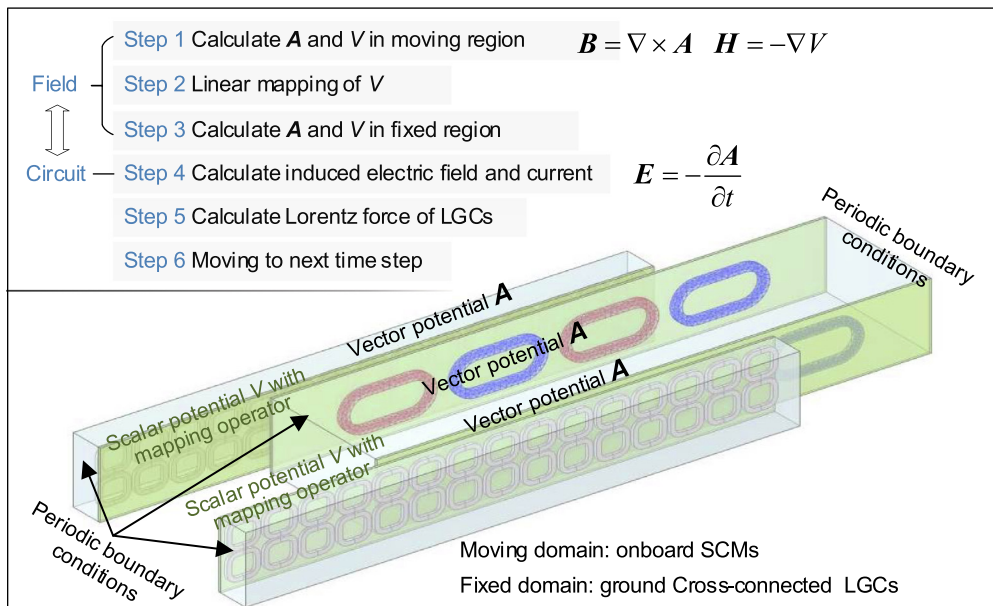 Step 1 Calculate A and V in moving region
B = ∇ × A   H = −∇V
Field
Step 2 Linear mapping of V
Step 3 Calculate A and V in fixed region
Circuit
Step 4 Calculate induced electric field and current
E = −∂A/∂t
Step 5 Calculate Lorentz force of LGCs
Step 6 Moving to next time step
Periodic boundary
conditions
Vector potential A
Vector potential A
Vector potential A
Scalar potential V with
mapping operator
Scalar potential V with
mapping operator
Periodic boundary
conditions
Moving domain: onboard SCMs
Fixed domain: ground Cross-connected LGCs